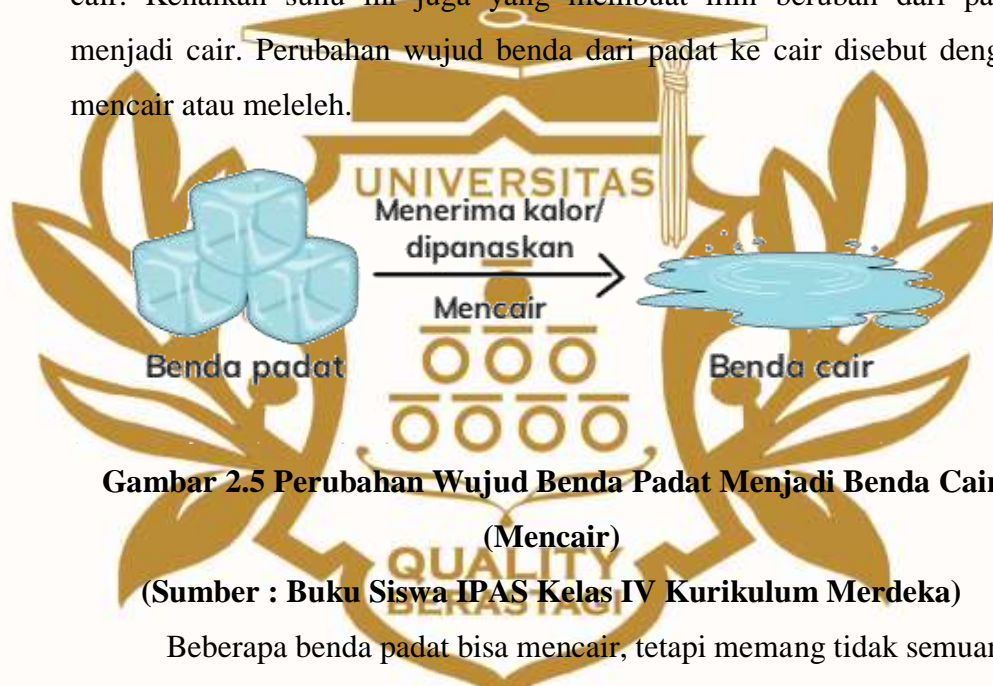 menjadi cair. Perubahan wujud benda dari padat ke cair disebut
mencair atau meleleh.
UNIVERSITAS
Menerima kalor/
dipanaskan
Mencair
Benda padat
Benda cair
Gambar 2.5 Perubahan Wujud Benda Padat Menjadi Benda Cair
(Mencair)
QUALITY
(Sumber : Buku Siswa IPAS Kelas IV Kurikulum Merdeka)
BERASTAGI
Beberapa benda padat bisa mencair, tetapi memang tidak